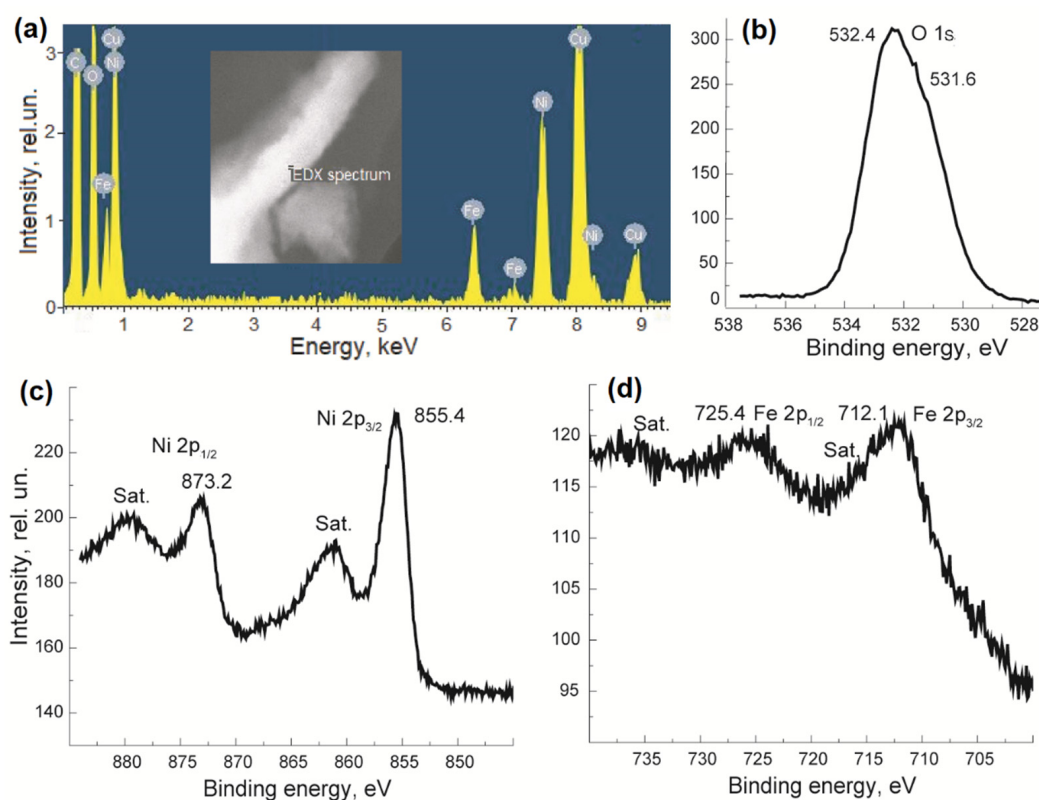 (a)
Intensity, rel.un.
3
2
1
0
C
O
Fe
Cu
Ni
EDX spectrum
Fe
Fe
Ni
Cu
Ni
Cu
1 2 3 4 5 6 7 8 9
Energy, keV
(b)
300
250
200
150
300
50
0
532.4 O 1s
531.6
538 536 534 532 530 528
Binding energy, eV
(c)
Intensity, rel. un.
220
200
180
160
140
Sat.
Ni 2p1/2
873.2
Sat.
Ni 2p3/2 855.4
880 875 870 865 860 855 850
Binding energy, eV
(d)
120
115
110
105
100
95
Sat. 725.4 Fe 2p1/2 712.1 Fe 2p3/2
Sat.
735 730 725 720 715 710 705
Binding energy, eV